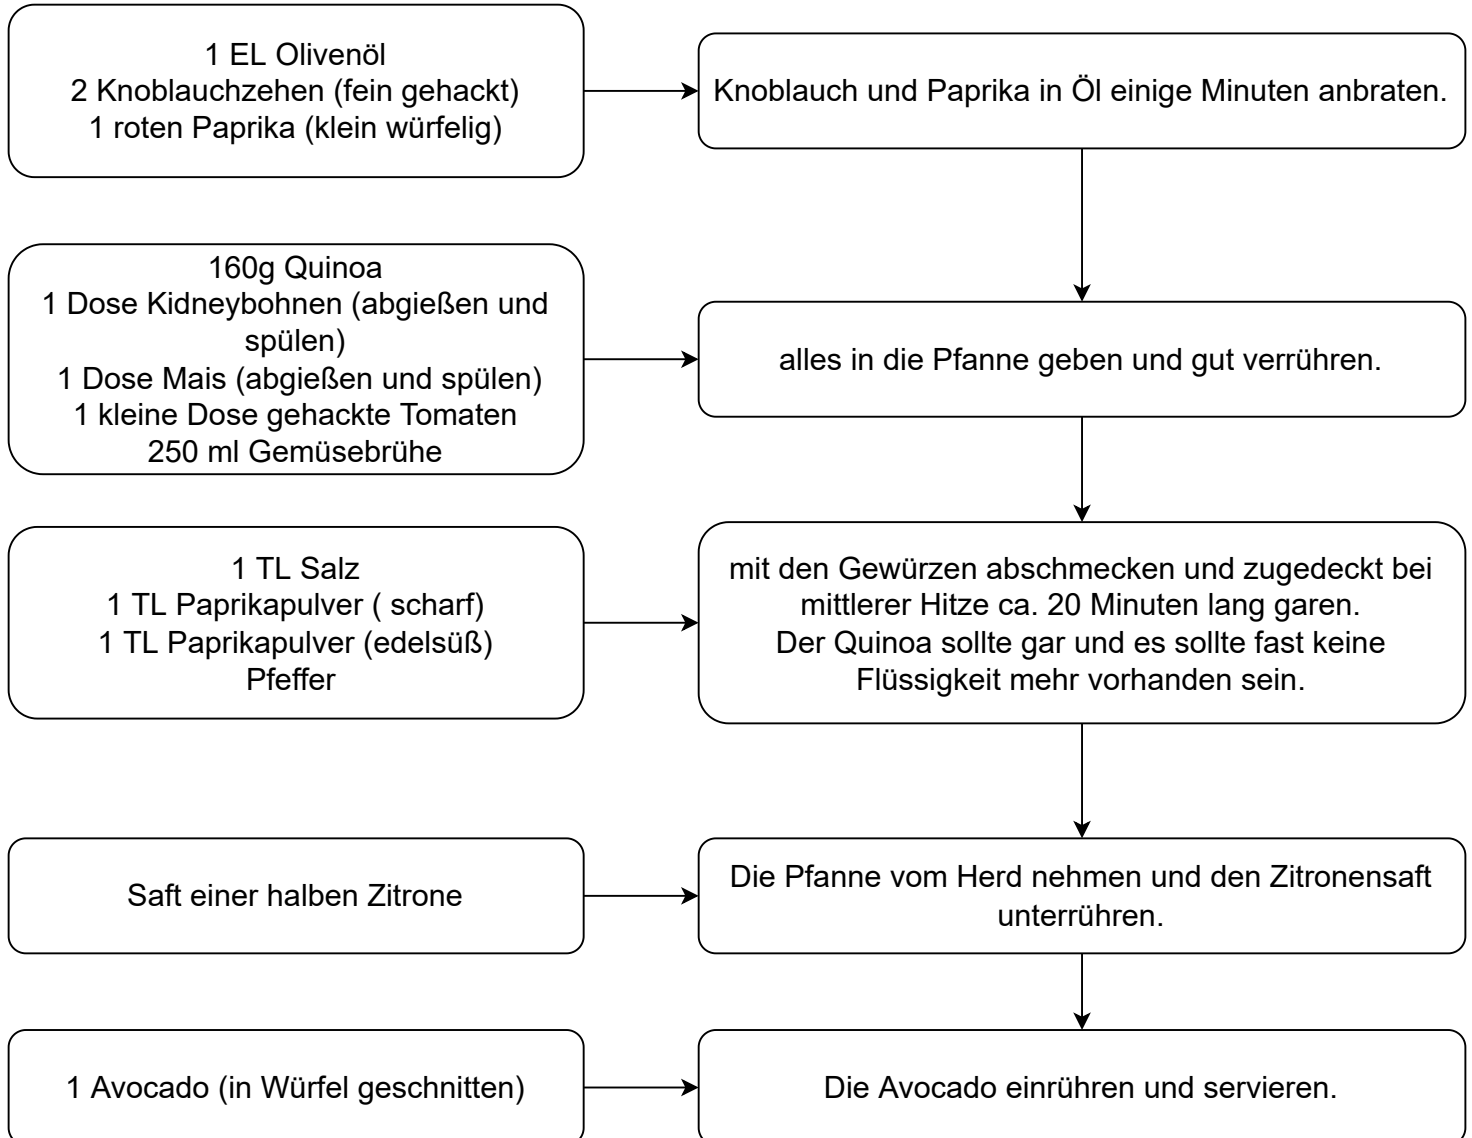 1 EL Olivenöl
2 Knoblauchzehen (fein gehackt)
1 roten Paprika (klein würfelig)
Knoblauch und Paprika in Öl einige Minuten anbraten.
160g Quinoa
1 Dose Kidneybohnen (abgießen und
spülen)
1 Dose Mais (abgießen und spülen)
1 kleine Dose gehackte Tomaten
250 ml Gemüsebrühe
alles in die Pfanne geben und gut verrühren.
1 TL Salz
1 TL Paprikapulver ( scharf)
1 TL Paprikapulver (edelsüß)
Pfeffer
mit den Gewürzen abschmecken und zugedeckt bei
mittlerer Hitze ca. 20 Minuten lang garen.
Der Quinoa sollte gar und es sollte fast keine
Flüssigkeit mehr vorhanden sein.
Saft einer halben Zitrone
Die Pfanne vom Herd nehmen und den Zitronensaft
unterrühren.
1 Avocado (in Würfel geschnitten)
Die Avocado einrühren und servieren.